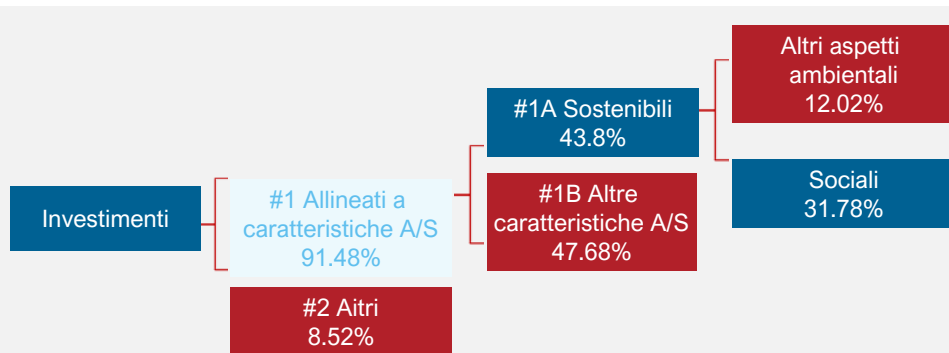 Investimenti
#1 Allineati a
caratteristiche A/S
91.48%
#2 Aitri
8.52%
#1A Sostenibili
43.8%
#1B Altre
caratteristiche A/S
47.68%
Altri aspetti
ambientali
12.02%
Sociali
31.78%